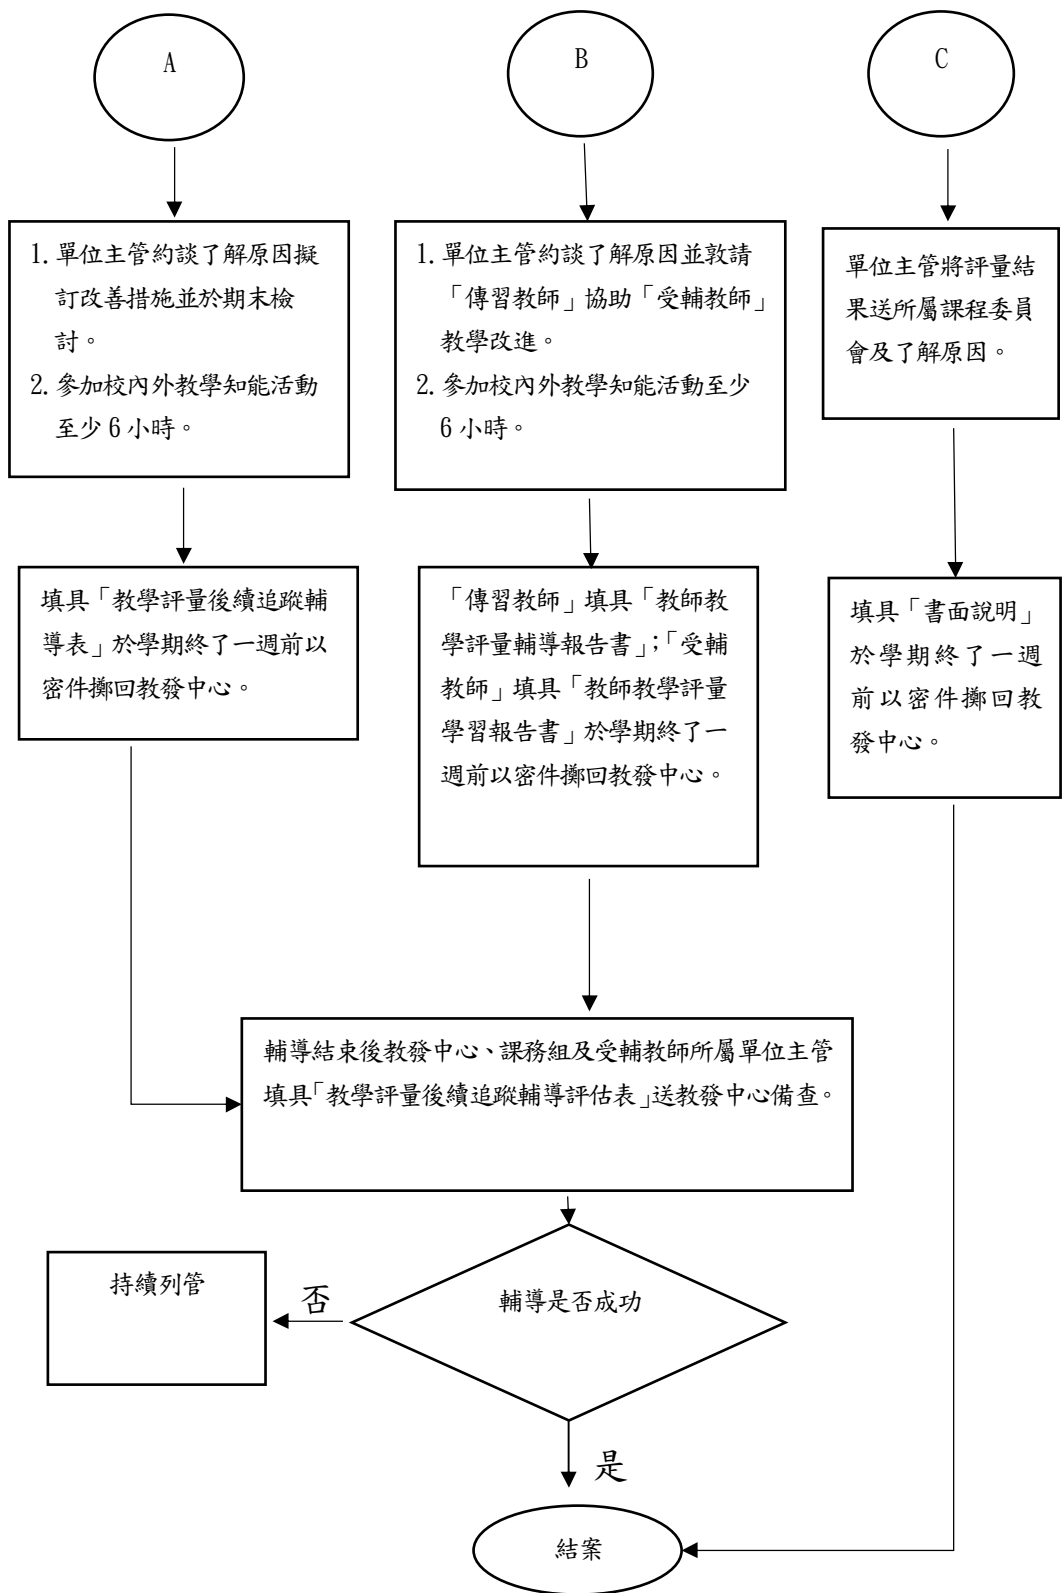 A
B
C
1. 單位主管約談了解原因擬
訂改善措施並於期末檢
討。
2. 參加校內外教學知能活動
至少 6 小時。
1. 單位主管約談了解原因並敦請
「傳習教師」協助「受輔教師」
教學改進。
2. 參加校內外教學知能活動至少
6 小時。
單位主管將評量結
果送所屬課程委員
會及了解原因。
填具「教學評量後續追蹤輔
導表」於學期終了一週前以
密件擲回教發中心。
「傳習教師」填具「教師教
學評量輔導報告書」;「受輔
教師」填具「教師教學評量
學習報告書」於學期終了一
週前以密件擲回教發中心。
填具「書面說明」
於學期終了一週
前以密件擲回教
發中心。
輔導結束後教發中心、課務組及受輔教師所屬單位主管
填具「教學評量後續追蹤輔導評估表」送教發中心備查。
持續列管
否
輔導是否成功
是
結案